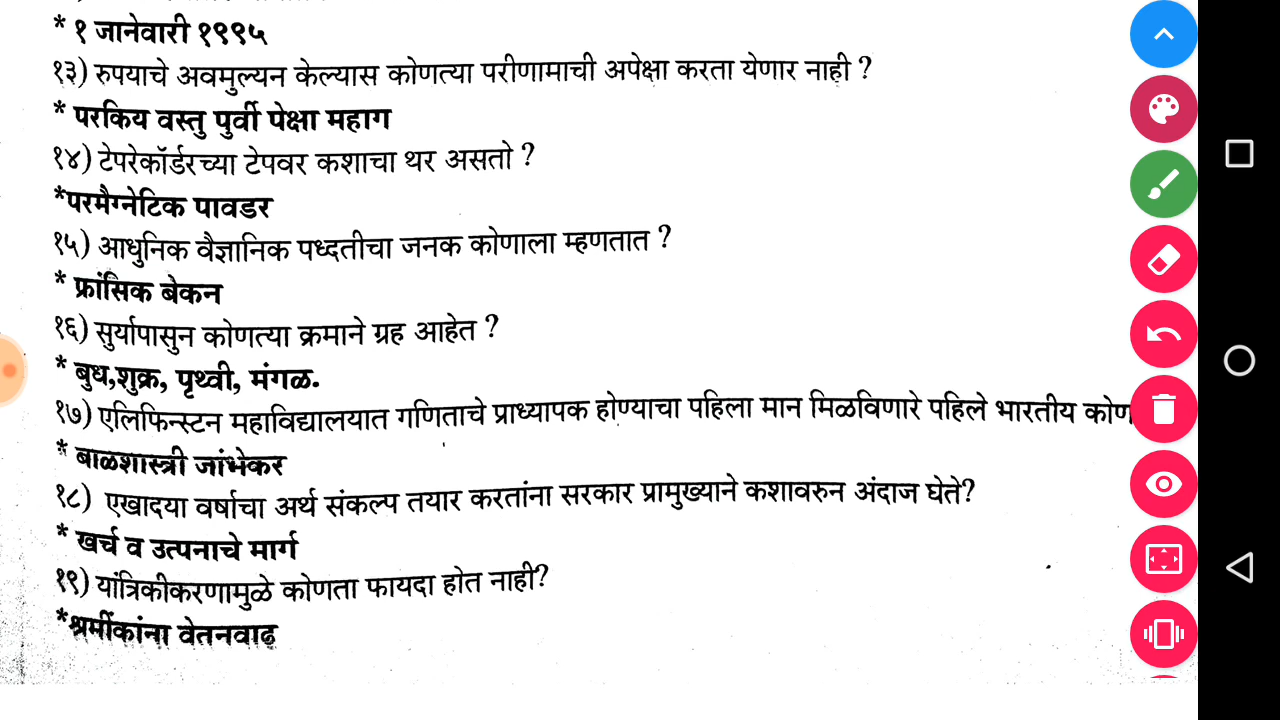 * १ जानेवारी १९९५
१३) रुपयाचे अवमुल्यन केल्यास कोणत्या परीणामाची अपेक्षा करता येणार नाही ?
* परकिय वस्तु पुर्वी पेक्षा महाग
१४) टेपरेकॉर्डरच्या टेपवर कशाचा थर असतो ?
*परमॅग्नेटिक पावडर
१५) आधुनिक वैज्ञानिक पध्दतीचा जनक कोणाला म्हणतात ?
* फ्रांसिक बेकन
१६) सुर्यापासुन कोणत्या क्रमाने ग्रह आहेत ?
* बुध,शुक्र, पृथ्वी, मंगळ.
१७) एलिफिन्स्टन महाविद्यालयात गणिताचे प्राध्यापक होण्याचा पहिला मान मिळविणारे पहिले भारतीय कोण
* बाळशास्त्री जांभेकर
१८) एखादया वर्षाचा अर्थ संकल्प तयार करतांना सरकार प्रामुख्याने कशावरुन अंदाज घेते?
* खर्च व उत्पनाचे मार्ग
१९) यांत्रिकीकरणामुळे कोणता फायदा होत नाही?
*श्रमींकांना वेतनवाढ़